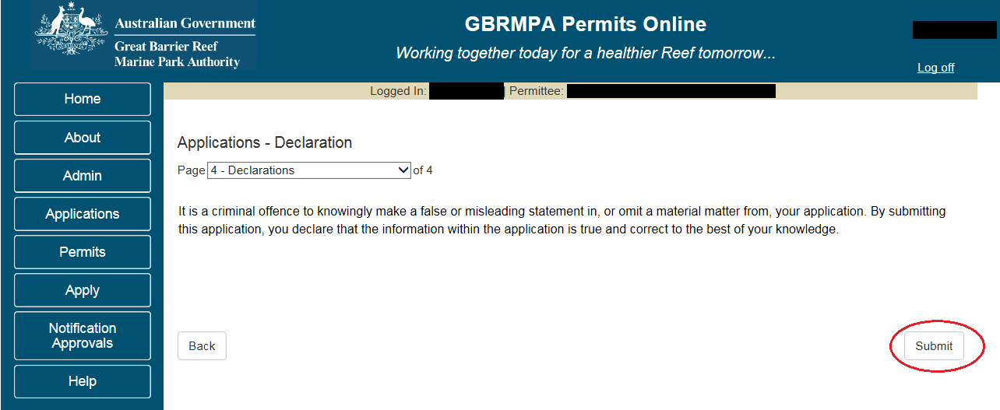 Australian Government
Great Barrier Reef
Marine Park Authority
GBRMPA Permits Online
Working together today for a healthier Reef tomorrow...
Log off
Home
About
Admin
Applications
Permits
Apply
Notification
Approvals
Help
Logged In: | Permittee:
Applications - Declaration
Page 4 - Declarations of 4
It is a criminal offence to knowingly make a false or misleading statement in, or omit a material matter from, your application. By submitting
this application, you declare that the information within the application is true and correct to the best of your knowledge.
Back
Submit